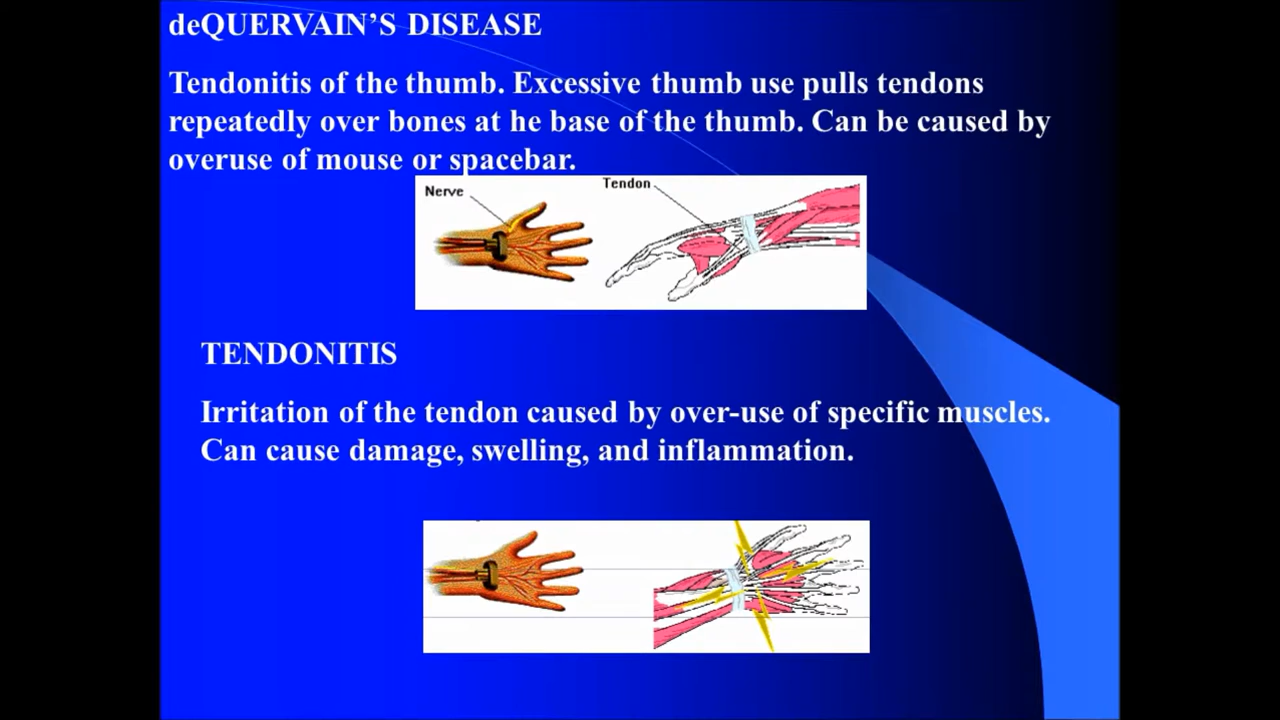 deQUERVAIN’S DISEASE
Tendonitis of the thumb. Excessive thumb use pulls tendons
repeatedly over bones at he base of the thumb. Can be caused by
overuse of mouse or spacebar.
Nerve
Tendon
TENDONITIS
Irritation of the tendon caused by over-use of specific muscles.
Can cause damage, swelling, and inflammation.